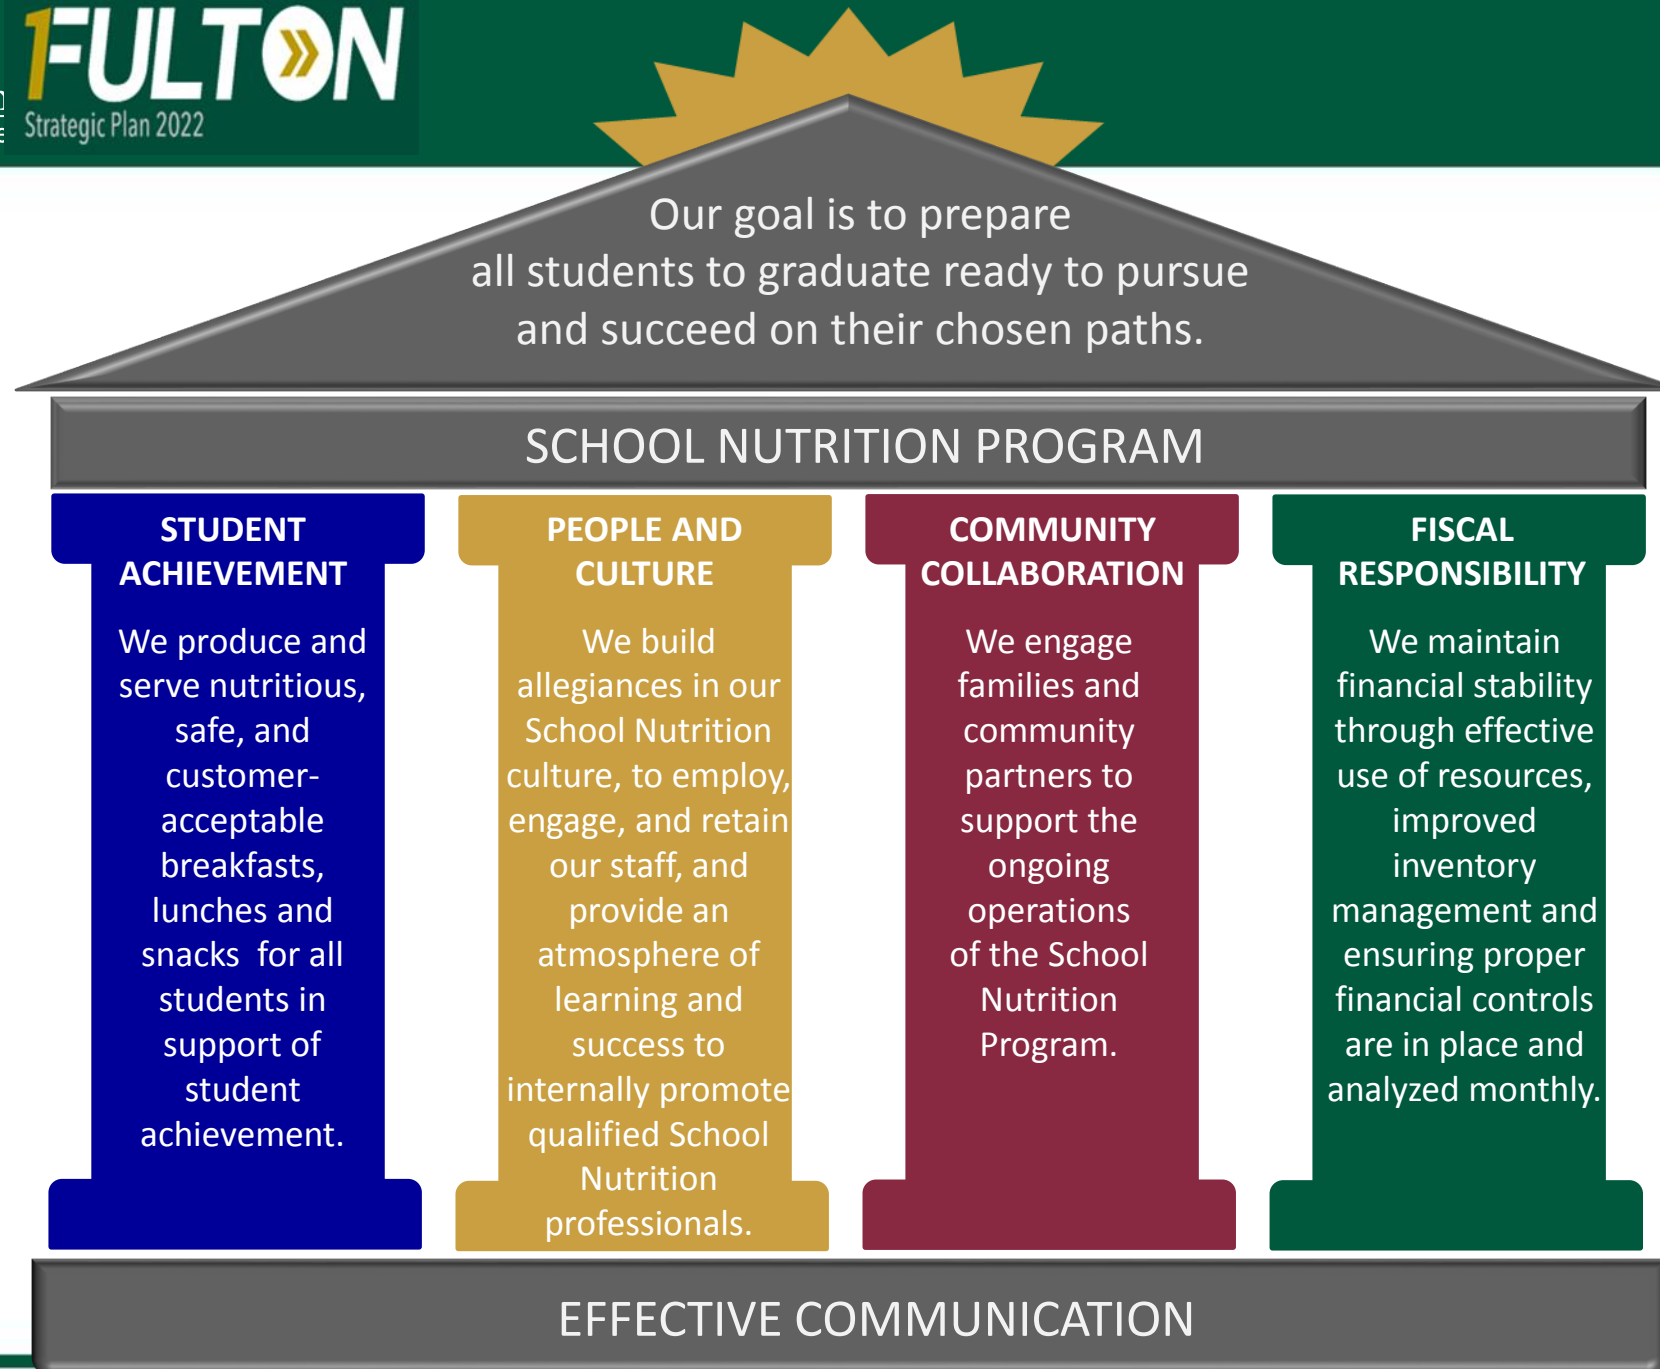 1FULTON
Strategic Plan 2022
Our goal is to prepare
all students to graduate ready to pursue
and succeed on their chosen paths.
SCHOOL NUTRITION PROGRAM
STUDENT
ACHIEVEMENT
We produce and
serve nutritious,
safe, and
customer-
acceptable
breakfasts,
lunches and
snacks  for all
students in
support of
student
achievement.
PEOPLE AND
CULTURE
We build
allegiances in our
School Nutrition
culture, to employ,
engage, and retain
our staff, and
provide an
atmosphere of
learning and
success to
internally promote
qualified School
Nutrition
professionals.
COMMUNITY
COLLABORATION
We engage
families and
community
partners to
support the
ongoing
operations
of the School
Nutrition
Program.
FISCAL
RESPONSIBILITY
We maintain
financial stability
through effective
use of resources,
improved
inventory
management and
ensuring proper
financial controls
are in place and
analyzed monthly.
EFFECTIVE COMMUNICATION